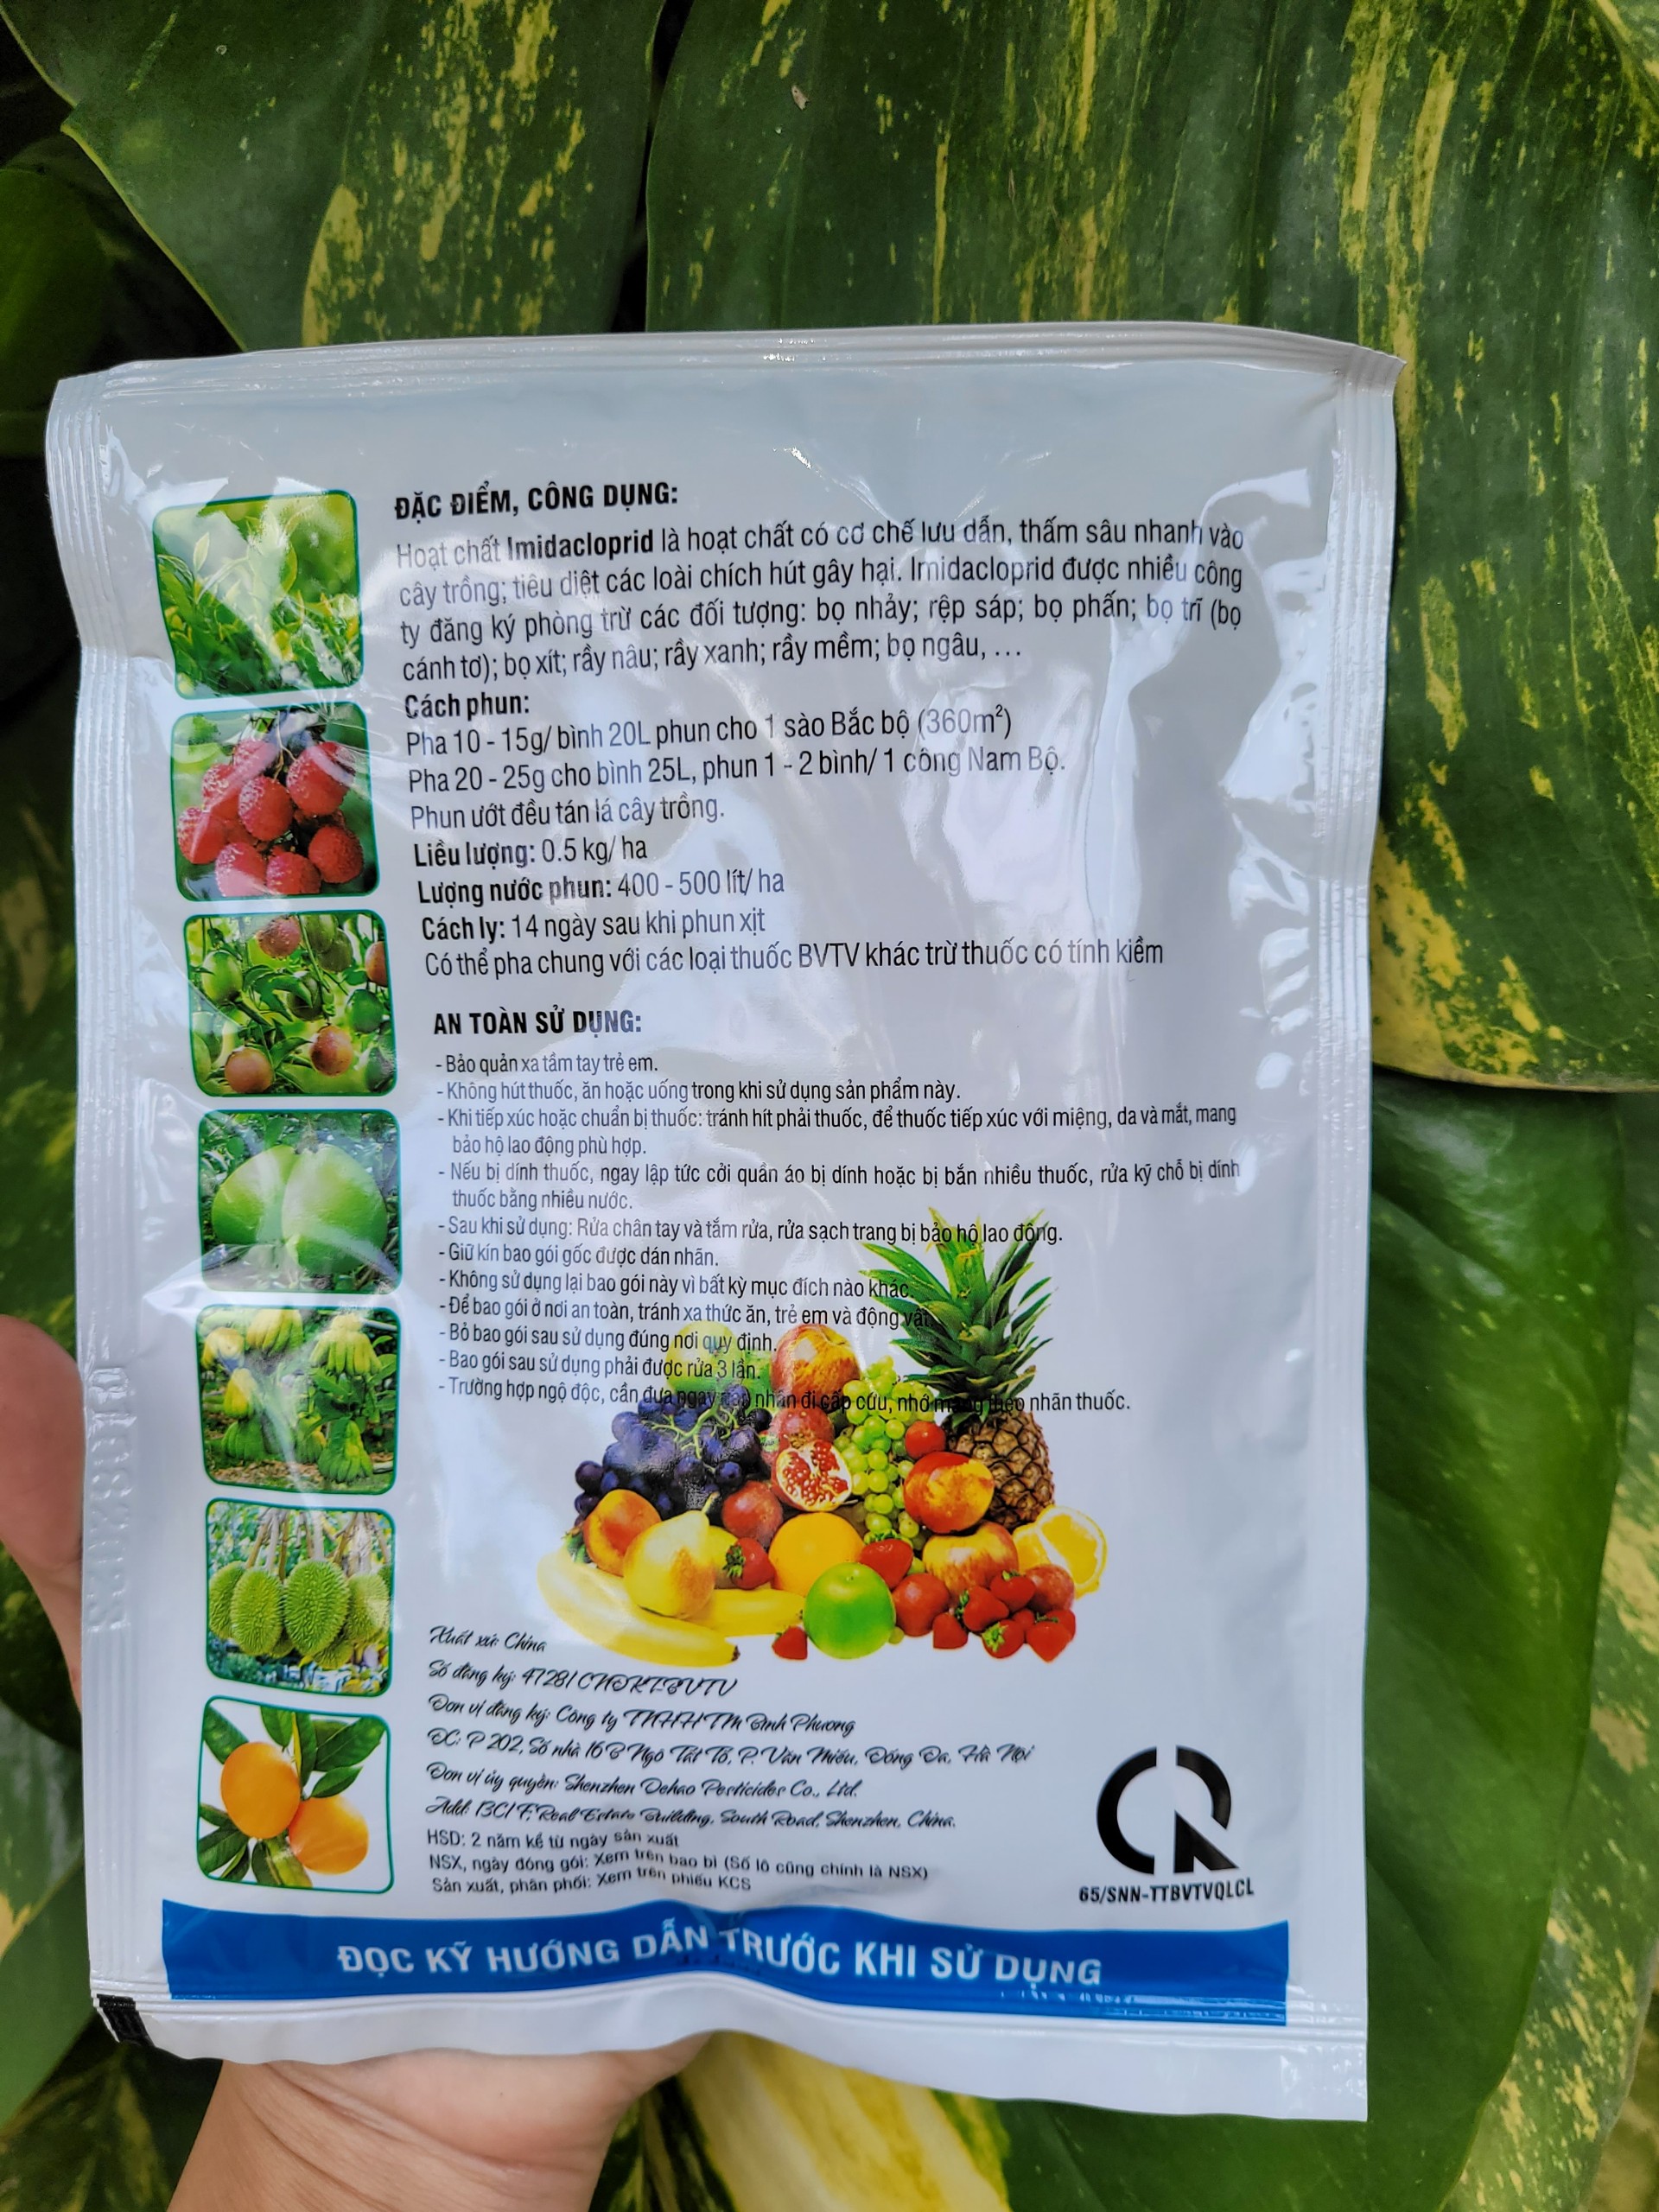 ĐẶC ĐIỂM, CÔNG DỤNG:
Hoạt chất Imidacloprid là hoạt chất có cơ chế lưu dẫn, thấm sâu nhanh vào
cây trồng; tiêu diệt các loài chích hút gây hại. Imidacloprid được nhiều công
ty đăng ký phòng trừ các đối tượng: bọ nhảy; rệp sáp; bọ phấn; bọ trĩ (bọ
cánh tơ); bọ xít; rầy nâu; rầy xanh; rầy mềm; bọ ngâu, ...
Cách phun:
Pha 10 - 15g/ bình 20L phun cho 1 sào Bắc bộ (360m²)
Pha 20 - 25g cho bình 25L, phun 1 - 2 bình/ 1 công Nam Bộ.
Phun ướt đều tán lá cây trồng.
Liều lượng: 0.5 kg/ ha
Lượng nước phun: 400 - 500 lít/ ha
Cách ly: 14 ngày sau khi phun xịt
Có thể pha chung với các loại thuốc BVTV khác trừ thuốc có tính kiềm
AN TOÀN SỬ DỤNG:
- Bảo quản xa tầm tay trẻ em.
- Không hút thuốc, ăn hoặc uống trong khi sử dụng sản phẩm này.
- Khi tiếp xúc hoặc chuẩn bị thuốc: tránh hít phải thuốc, để thuốc tiếp xúc với miệng, da và mắt, mang
bảo hộ lao động phù hợp.
- Nếu bị dính thuốc, ngay lập tức cởi quần áo bị dính hoặc bị bắn nhiều thuốc, rửa kỹ chỗ bị dính
thuốc bằng nhiều nước.
- Sau khi sử dụng: Rửa chân tay và tắm rửa, rửa sạch trang bị bảo hộ lao động.
- Giữ kín bao gói gốc được dán nhãn.
- Không sử dụng lại bao gói này vì bất kỳ mục đích nào khác.
- Để bao gói ở nơi an toàn, tránh xa thức ăn, trẻ em và động vật.
- Bỏ bao gói sau sử dụng đúng nơi quy định.
- Bao gói sau sử dụng phải được rửa 3 lần.
- Trường hợp ngộ độc, cần đưa ngay nạn nhân đi cấp cứu, nhớ mang theo nhãn thuốc.
Xuất xứ: China
Số đăng ký: 4728/CNĐKT-BVTV
Đơn vị đăng ký: Công ty TNHH TM Bình Phương
ĐC: P 202, Số nhà 16B Ngô Tất Tố, P. Văn Miếu, Đống Đa, Hà Nội
Đơn vị ủy quyền: Shenzhen Dehao Pesticides Co., Ltd.
Add: 13C1 F, Real Estate Building, South Road, Shenzhen, China.
HSD: 2 năm kể từ ngày sản xuất
NSX, ngày đóng gói: Xem trên bao bì (Số lô cũng chính là NSX)
Sản xuất, phân phối: Xem trên phiếu KCS
65/SNN-TTBVTVQLCL
ĐỌC KỸ HƯỚNG DẪN TRƯỚC KHI SỬ DỤNG